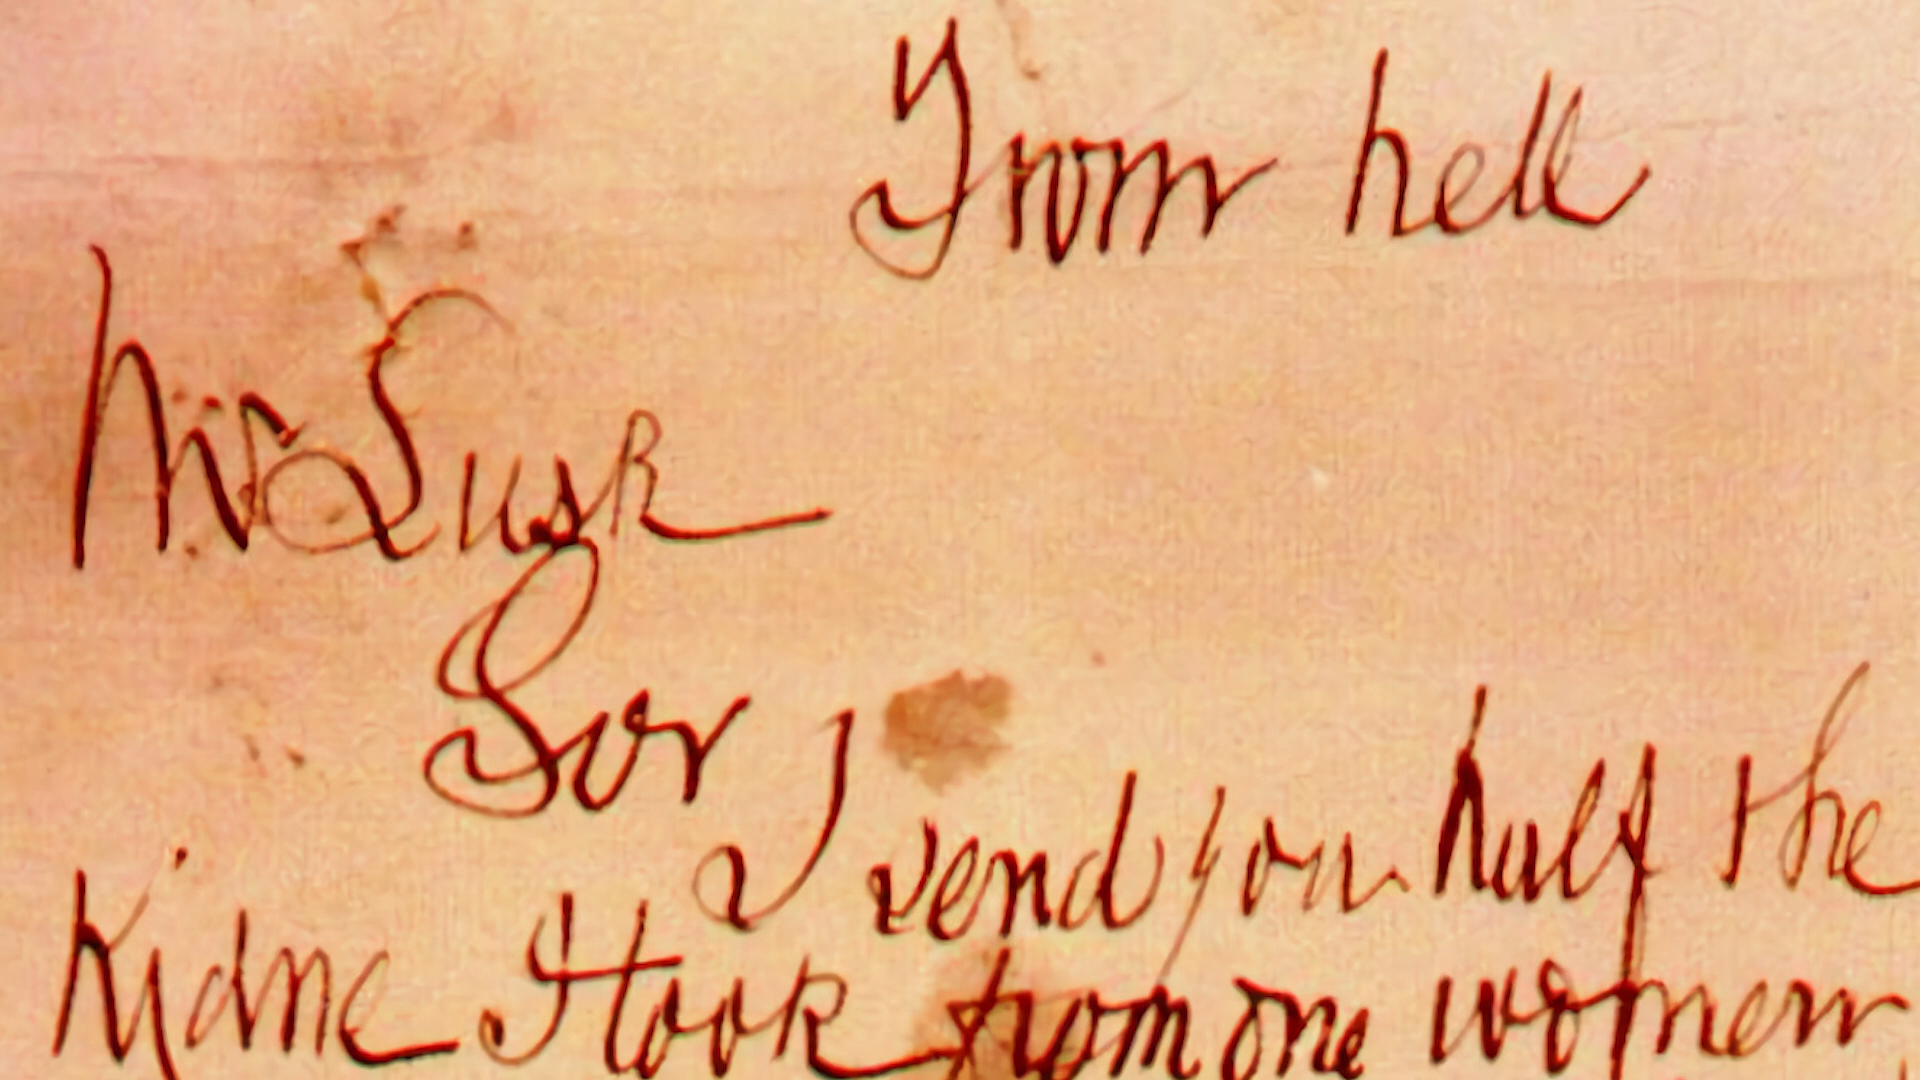 From hell
Mr Lusk
Sor
I send you half the
Kidne I took from one women